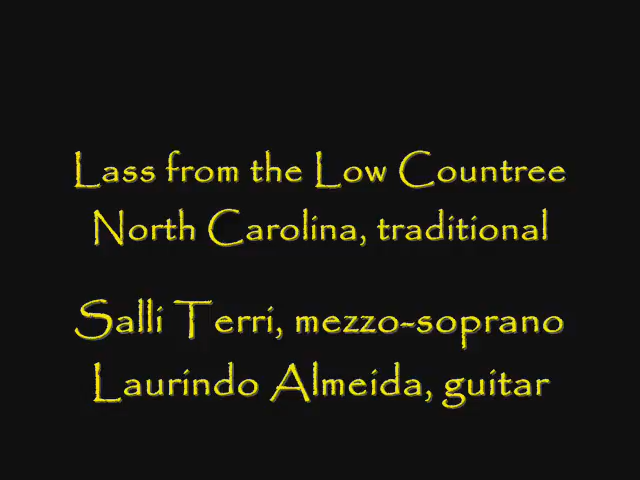 Lass from the Low Countree
North Carolina, traditional
Salli Terri, mezzo-soprano
Laurindo Almeida, guitar